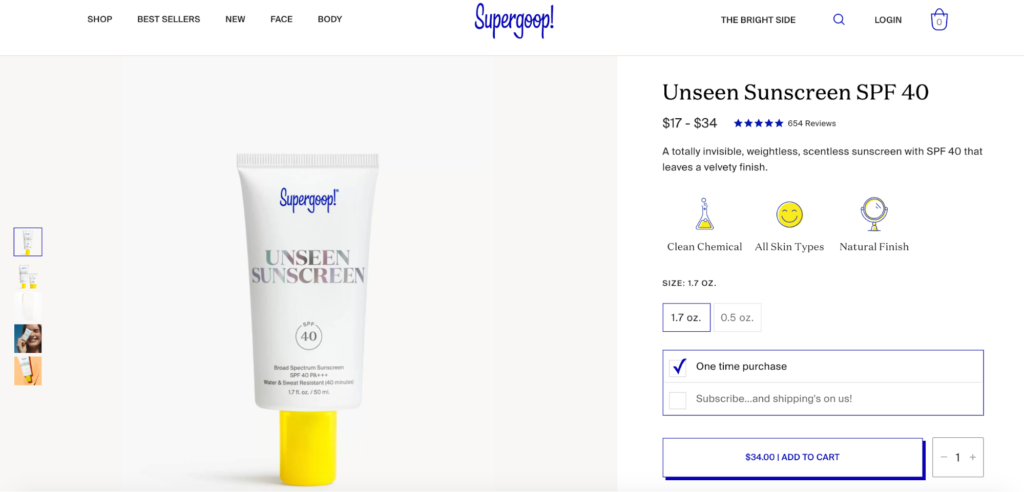 SHOP BEST SELLERS NEW FACE BODY Supergoop! THE BRIGHT SIDE LOGIN 0
Supergoop!
UNSEEN
SUNSCREEN
SPF
40
Broad Spectrum Sunscreen
SPF 40 PA+++
Water & Sweat Resistant (40 minutes)
1.7 fl. oz. / 50 ml.
Unseen Sunscreen SPF 40
$17 - $34 654 Reviews
A totally invisible, weightless, scentless sunscreen with SPF 40 that
leaves a velvety finish.
Clean Chemical All Skin Types Natural Finish
SIZE: 1.7 OZ.
1.7 oz. 0.5 oz.
One time purchase
Subscribe...and shipping's on us!
$34.00 | ADD TO CART − 1 +